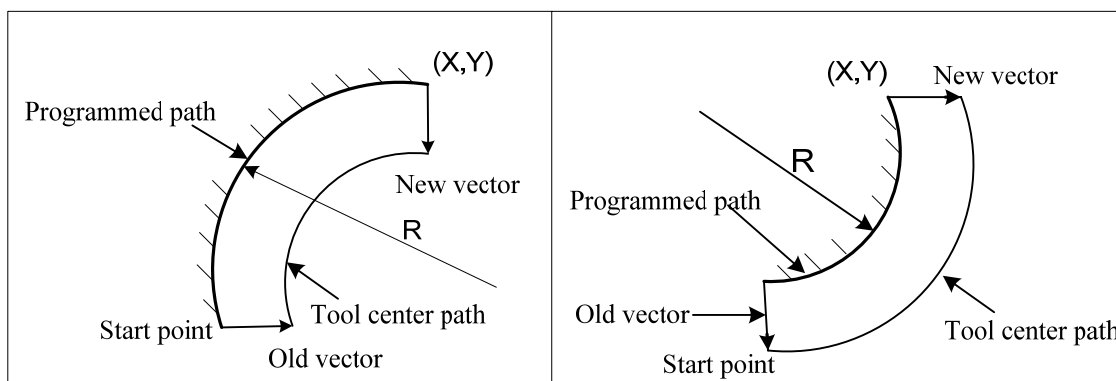 (X,Y)
Programmed path
New vector
R
Tool center path
Start point
Old vector
(X,Y)
New vector
R
Programmed path
Old vector
Tool center path
Start point